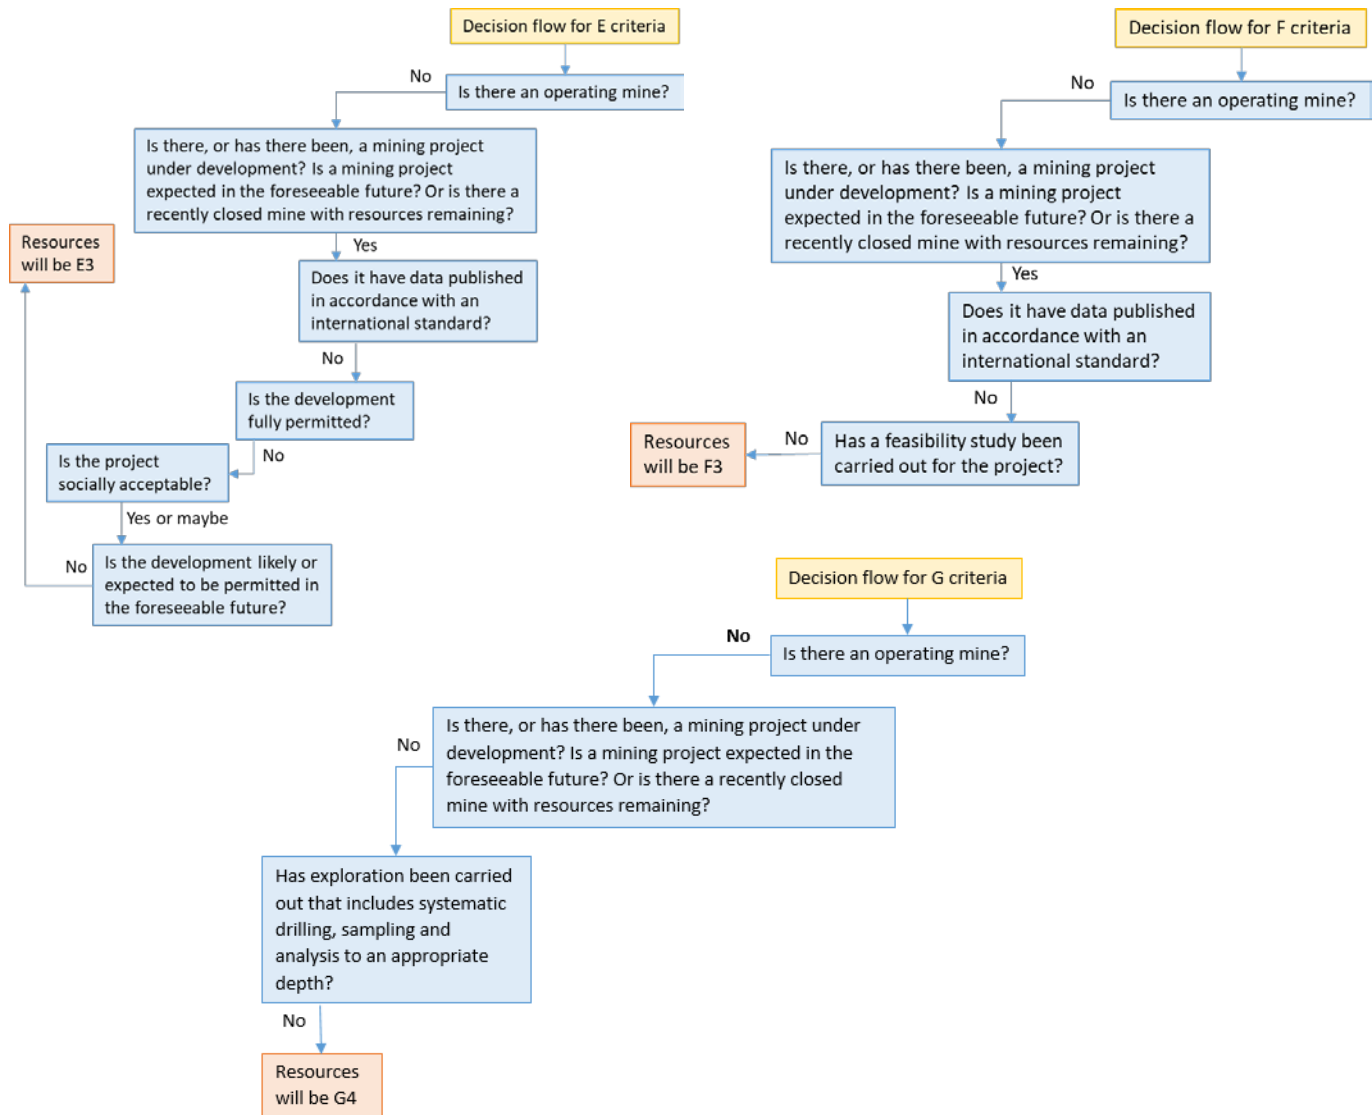 Decision flow for E criteria
No
Is there an operating mine?
Is there, or has there been, a mining project
under development? Is a mining project
expected in the foreseeable future? Or is there a
recently closed mine with resources remaining?
Resources
will be E3
Yes
Does it have data published
in accordance with an
international standard?
No
Is the development
fully permitted?
No
Is the project
socially acceptable?
Yes or maybe
No
Is the development likely or
expected to be permitted in
the foreseeable future?
Decision flow for F criteria
No
Is there an operating mine?
Is there, or has there been, a mining project
under development? Is a mining project
expected in the foreseeable future? Or is there a
recently closed mine with resources remaining?
Yes
Does it have data published
in accordance with an
international standard?
No
Resources
will be F3
No
Has a feasibility study been
carried out for the project?
Decision flow for G criteria
No
Is there an operating mine?
Is there, or has there been, a mining project under
development? Is a mining project expected in the
foreseeable future? Or is there a recently closed
mine with resources remaining?
No
Has exploration been carried
out that includes systematic
drilling, sampling and
analysis to an appropriate
depth?
No
Resources
will be G4